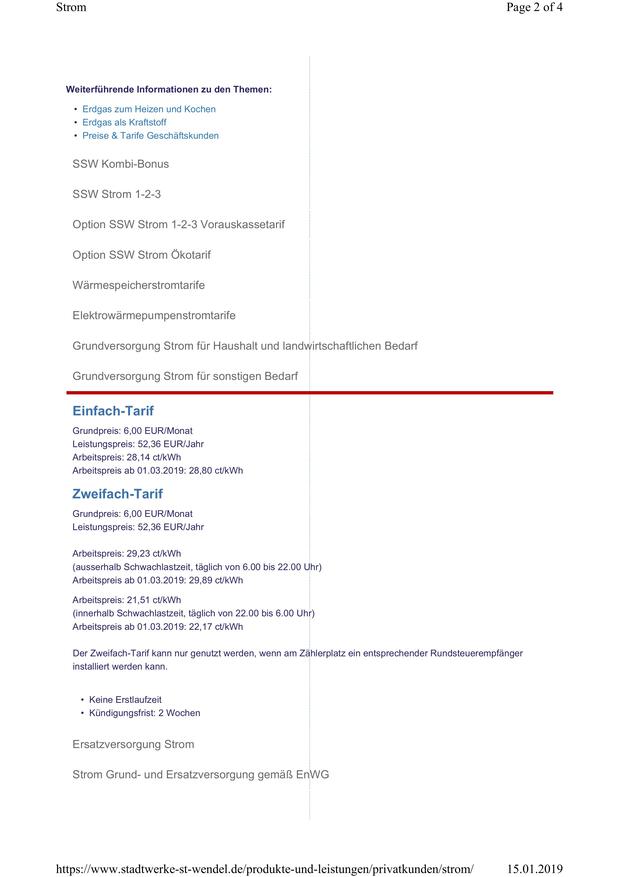 Strom
Page 2 of 4
Weiterführende Informationen zu den Themen:
• Erdgas zum Heizen und Kochen
• Erdgas als Kraftstoff
• Preise & Tarife Geschäftskunden
SSW Kombi-Bonus
SSW Strom 1-2-3
Option SSW Strom 1-2-3 Vorauskassetarif
Option SSW Strom Ökotarif
Wärmespeicherstromtarife
Elektrowärmepumpenstromtarife
Grundversorgung Strom für Haushalt und landwirtschaftlichen Bedarf
Grundversorgung Strom für sonstigen Bedarf
Einfach-Tarif
Grundpreis: 6,00 EUR/Monat
Leistungspreis: 52,36 EUR/Jahr
Arbeitspreis: 28,14 ct/kWh
Arbeitspreis ab 01.03.2019: 28,80 ct/kWh
Zweifach-Tarif
Grundpreis: 6,00 EUR/Monat
Leistungspreis: 52,36 EUR/Jahr
Arbeitspreis: 29,23 ct/kWh
(ausserhalb Schwachlastzeit, täglich von 6.00 bis 22.00 Uhr)
Arbeitspreis ab 01.03.2019: 29,89 ct/kWh
Arbeitspreis: 21,51 ct/kWh
(innerhalb Schwachlastzeit, täglich von 22.00 bis 6.00 Uhr)
Arbeitspreis ab 01.03.2019: 22,17 ct/kWh
Der Zweifach-Tarif kann nur genutzt werden, wenn am Zählerplatz ein entsprechender Rundsteuerempfänger
installiert werden kann.
• Keine Erstlaufzeit
• Kündigungsfrist: 2 Wochen
Ersatzversorgung Strom
Strom Grund- und Ersatzversorgung gemäß EnWG
https://www.stadtwerke-st-wendel.de/produkte-und-leistungen/privatkunden/strom/
15.01.2019